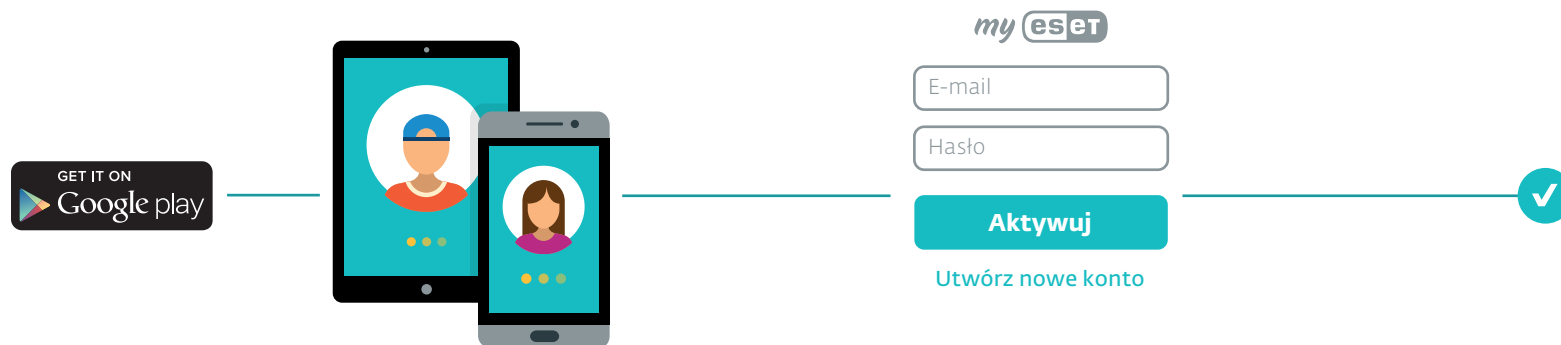 GET IT ON
Google play
my eset
E-mail
Hasło
Aktywuj
Utwórz nowe konto